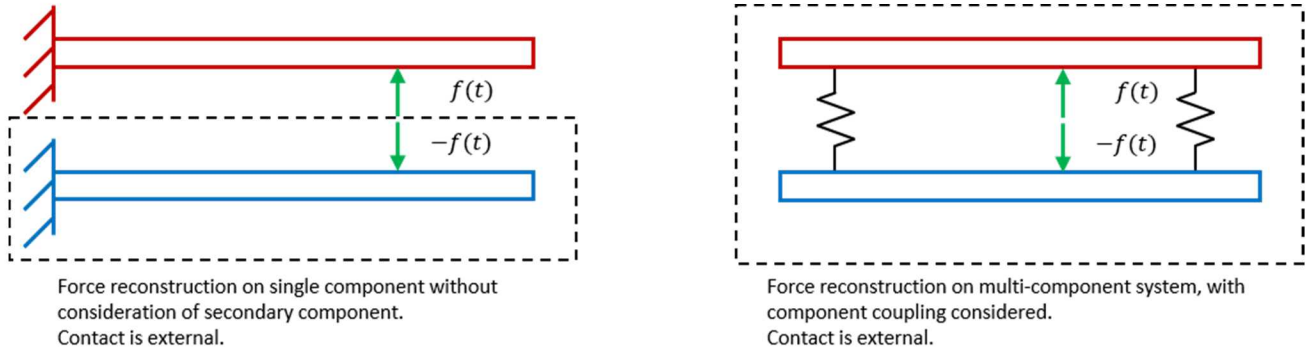 f(t)
−f(t)
Force reconstruction on single component without
consideration of secondary component.
Contact is external.
f(t)
−f(t)
Force reconstruction on multi-component system, with
component coupling considered.
Contact is external.